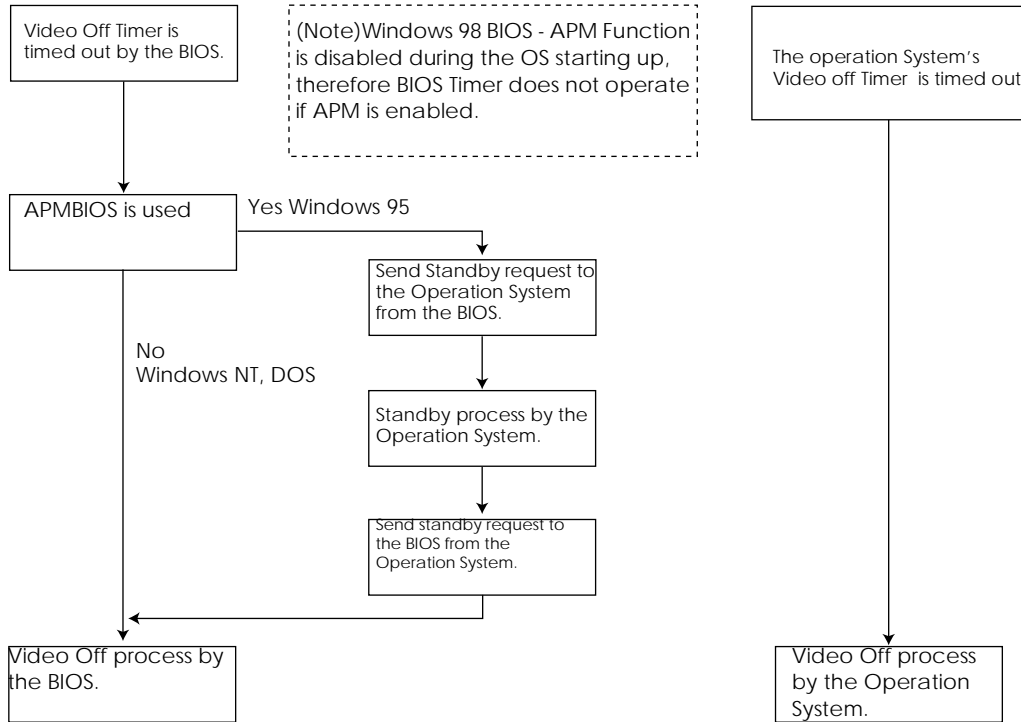 Video Off Timer is
timed out by the BIOS.
(Note)Windows 98 BIOS - APM Function
is disabled during the OS starting up,
therefore BIOS Timer does not operate
if APM is enabled.
The operation System's
Video off Timer is timed out
APMBIOS is used
Yes Windows 95
Send Standby request to
the Operation System
from the BIOS.
No
Windows NT, DOS
Standby process by the
Operation System.
Send standby request to
the BIOS from the
Operation System.
Video Off process by
the BIOS.
Video Off process
by the Operation
System.